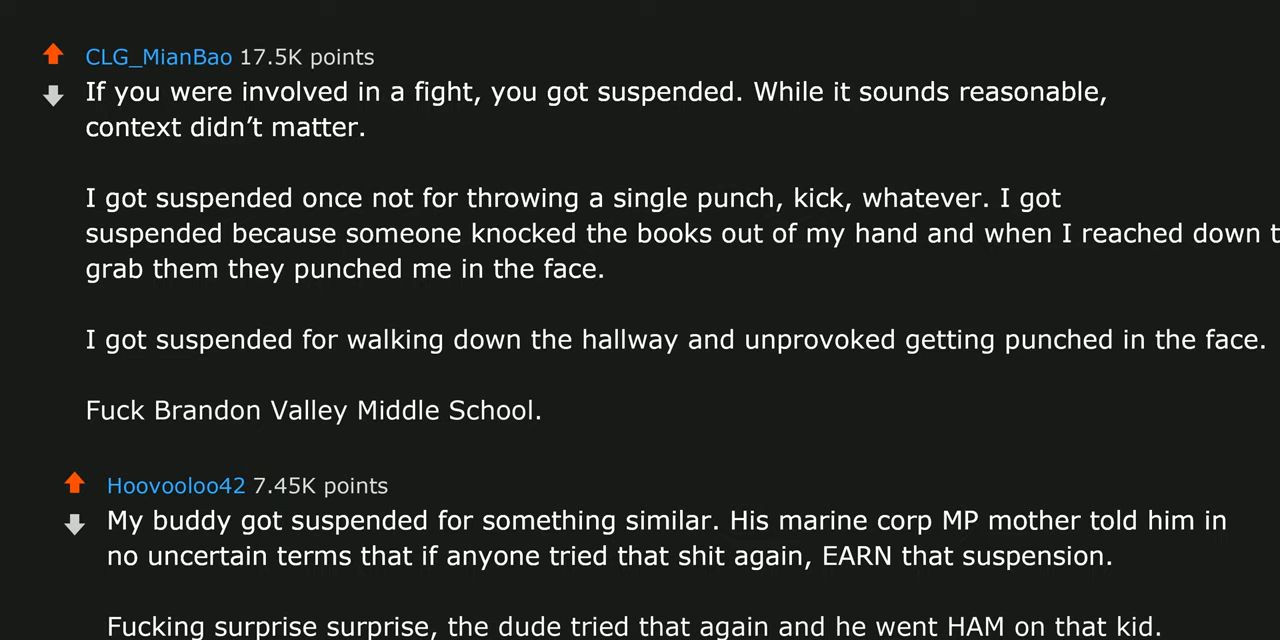 CLG_MianBao 17.5K points
If you were involved in a fight, you got suspended. While it sounds reasonable,
context didn’t matter.
I got suspended once not for throwing a single punch, kick, whatever. I got
suspended because someone knocked the books out of my hand and when I reached down t
grab them they punched me in the face.
I got suspended for walking down the hallway and unprovoked getting punched in the face.
Fuck Brandon Valley Middle School.
Hoovooloo42 7.45K points
My buddy got suspended for something similar. His marine corp MP mother told him in
no uncertain terms that if anyone tried that shit again, EARN that suspension.
Fucking surprise surprise, the dude tried that again and he went HAM on that kid.